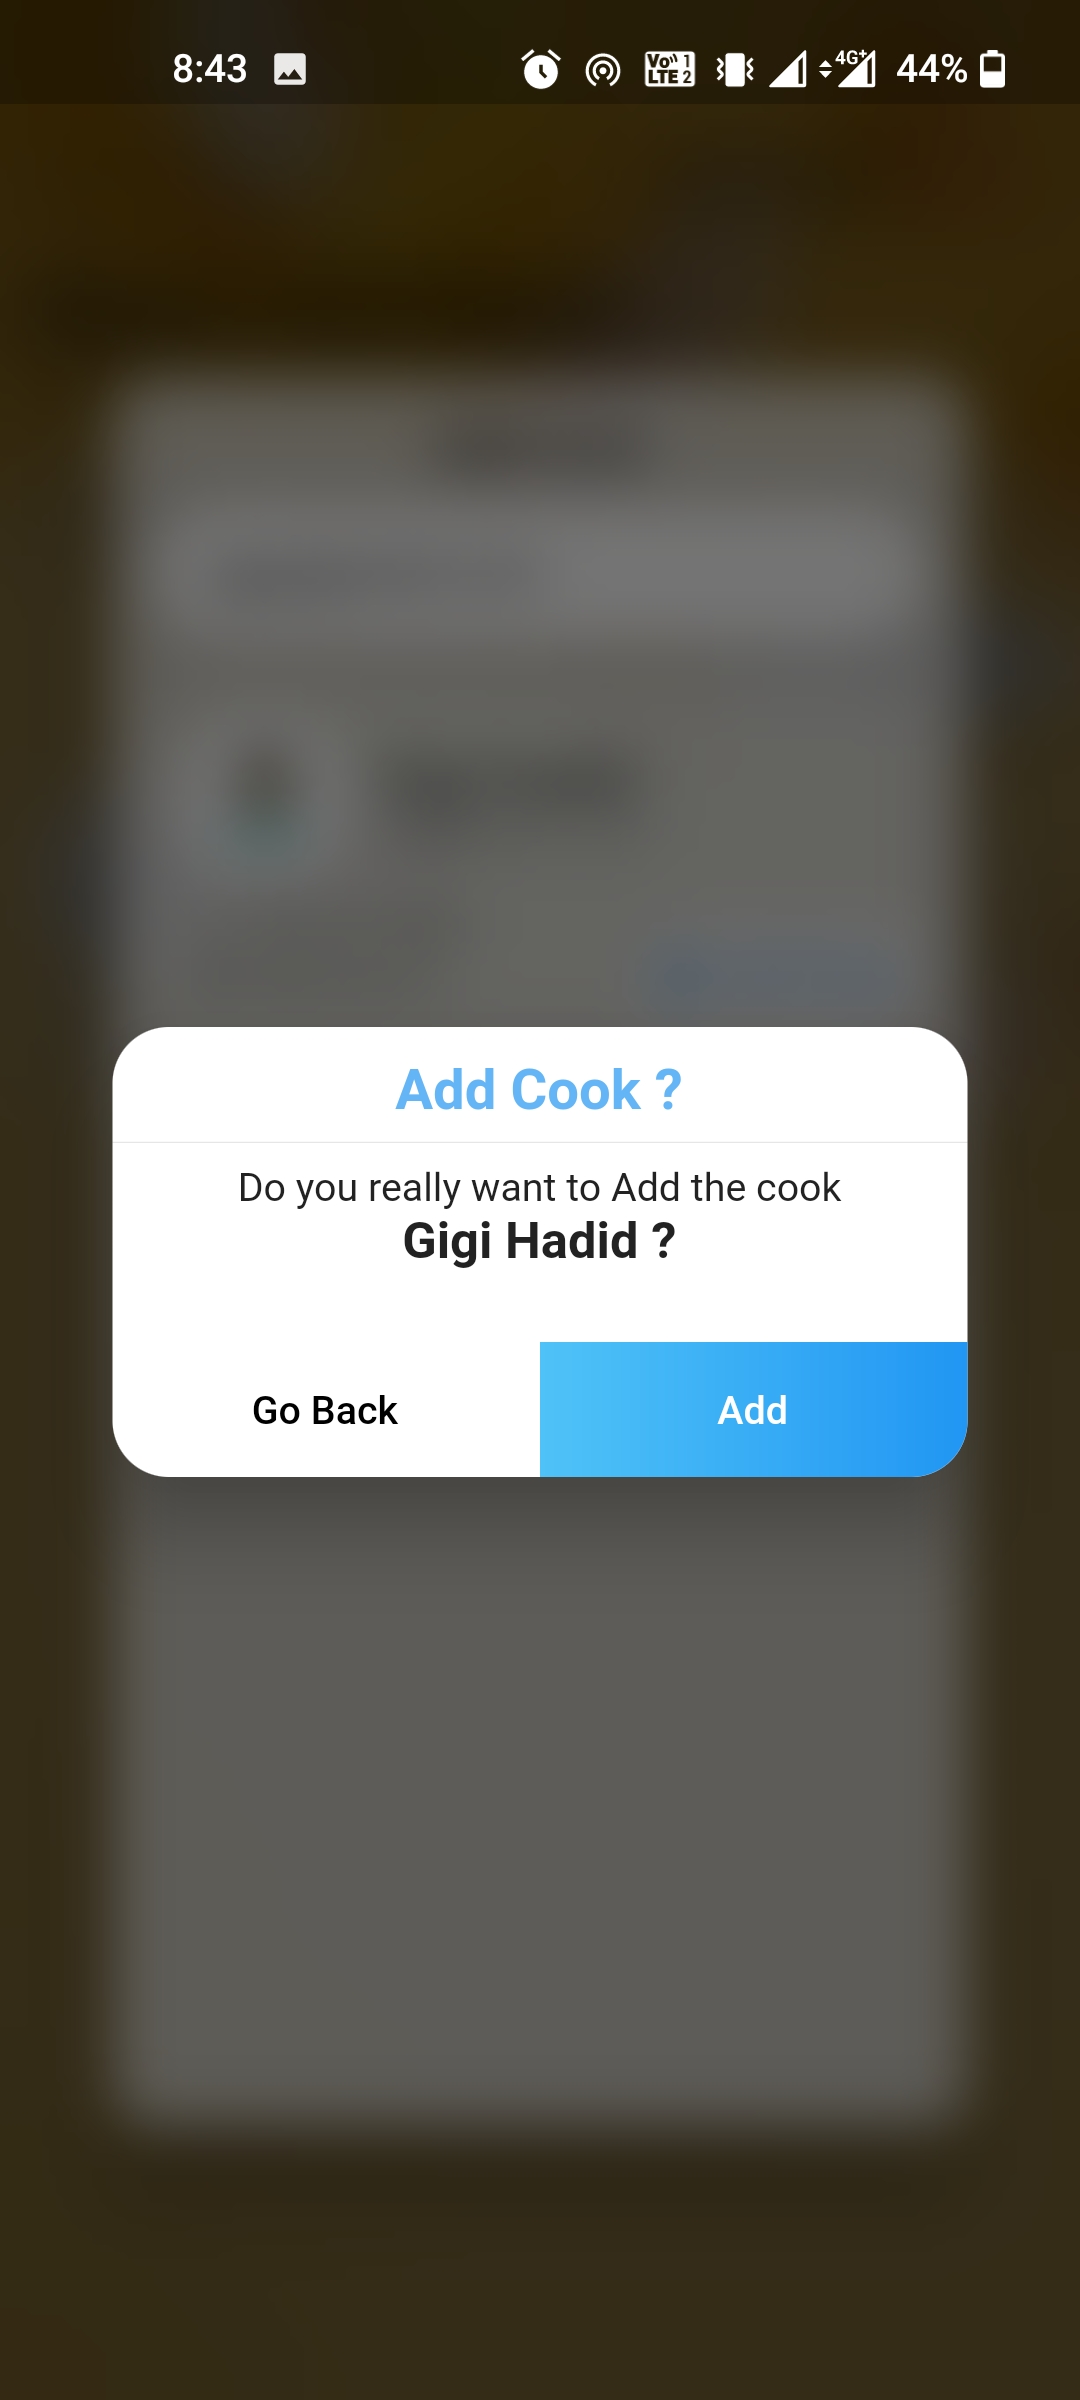 8:43 Vo 1 LTE 2 4G+ 44%
Add Cook ?
Do you really want to Add the cook
Gigi Hadid ?
Go Back Add